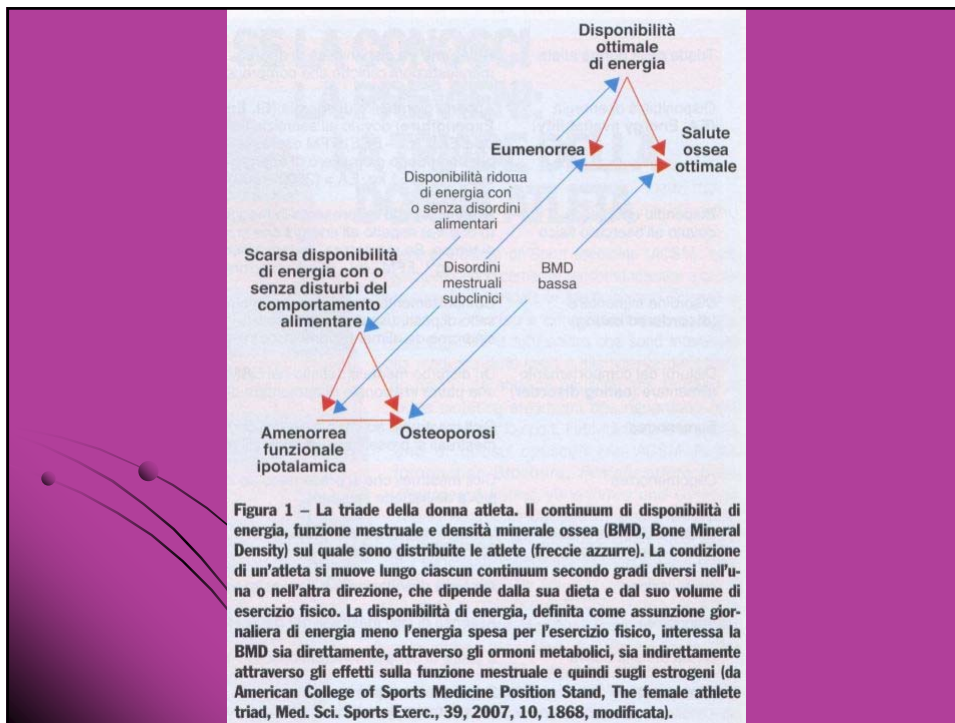 Disponibilità
ottimale
di energia
Salute
ossea
ottimale
Eumenorrea
Disponibilità ridotta
di energia con
o senza disordini
alimentari
Scarsa disponibilità
di energia con o
senza disturbi del
comportamento
alimentare
Disordini
mestruali
subclinici
BMD
bassa
Amenorrea
funzionale
ipotalamica
Osteoporosi
Figura 1 – La triade della donna atleta. Il continuum di disponibilità di
energia, funzione mestruale e densità minerale ossea (BMD, Bone Mineral
Density) sul quale sono distribuite le atlete (freccie azzurre). La condizione
di un'atleta si muove lungo ciascun continuum secondo gradi diversi nell'u-
na o nell'altra direzione, che dipende dalla sua dieta e dal suo volume di
esercizio fisico. La disponibilità di energia, definita come assunzione gior-
naliera di energia meno l'energia spesa per l'esercizio fisico, interessa la
BMD sia direttamente, attraverso gli ormoni metabolici, sia indirettamente
attraverso gli effetti sulla funzione mestruale e quindi sugli estrogeni (da
American College of Sports Medicine Position Stand, The female athlete
triad, Med. Sci. Sports Exerc., 39, 2007, 10, 1868, modificata).